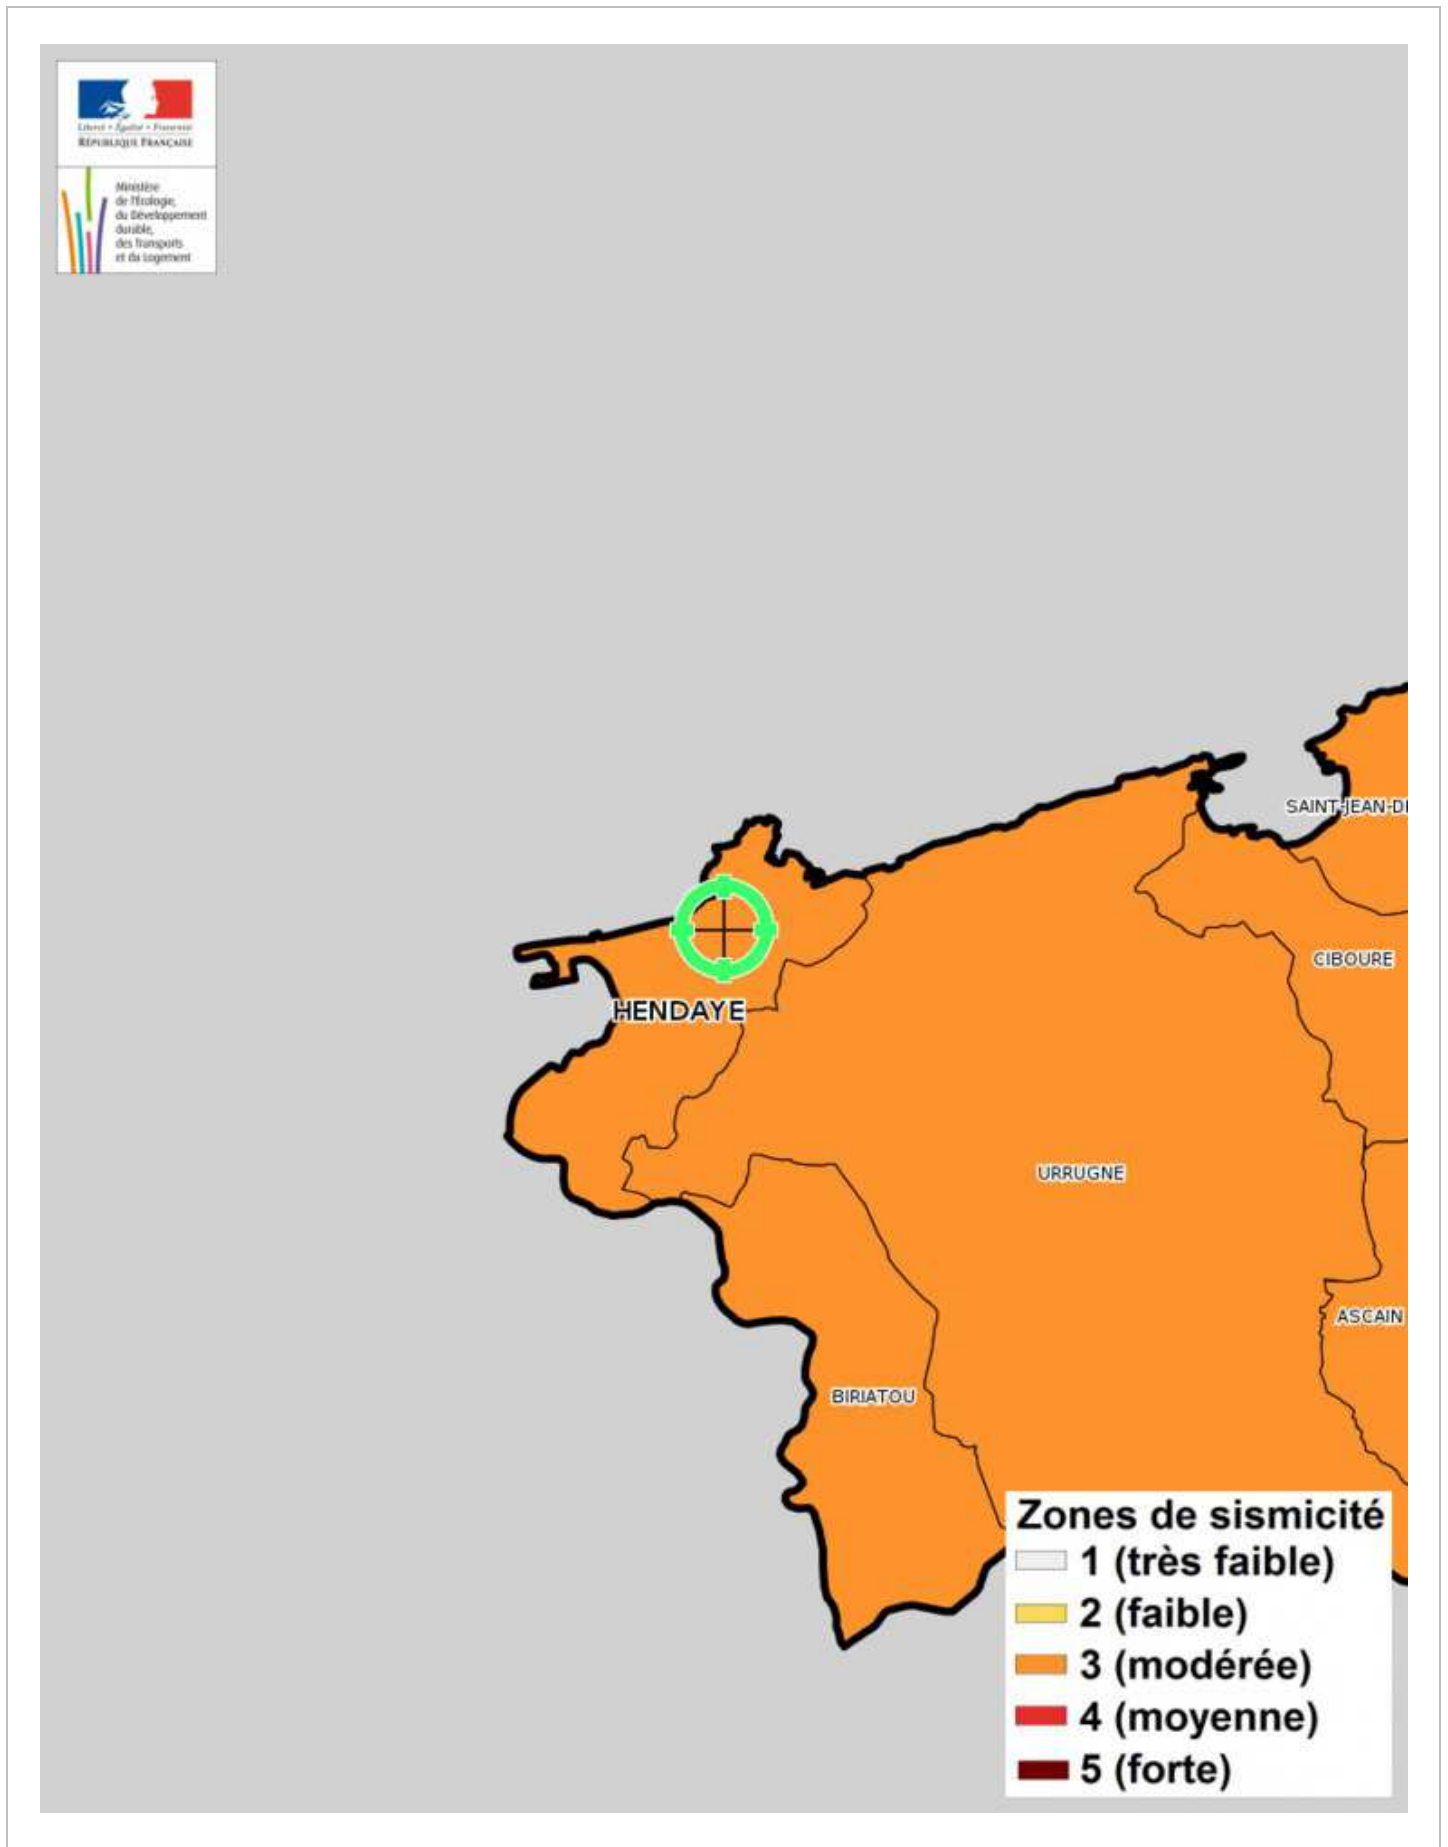 Liberté • Égalité • Fraternité
RÉPUBLIQUE FRANÇAISE
Ministère
de l'Écologie,
du Développement
durable,
des Transports
et du Logement
SAINT-JEAN-D
CIBOURE
HENDAYE
URRUGNE
ASCAIN
BIRIATOU
Zones de sismicité
1 (très faible)
2 (faible)
3 (modérée)
4 (moyenne)
5 (forte)